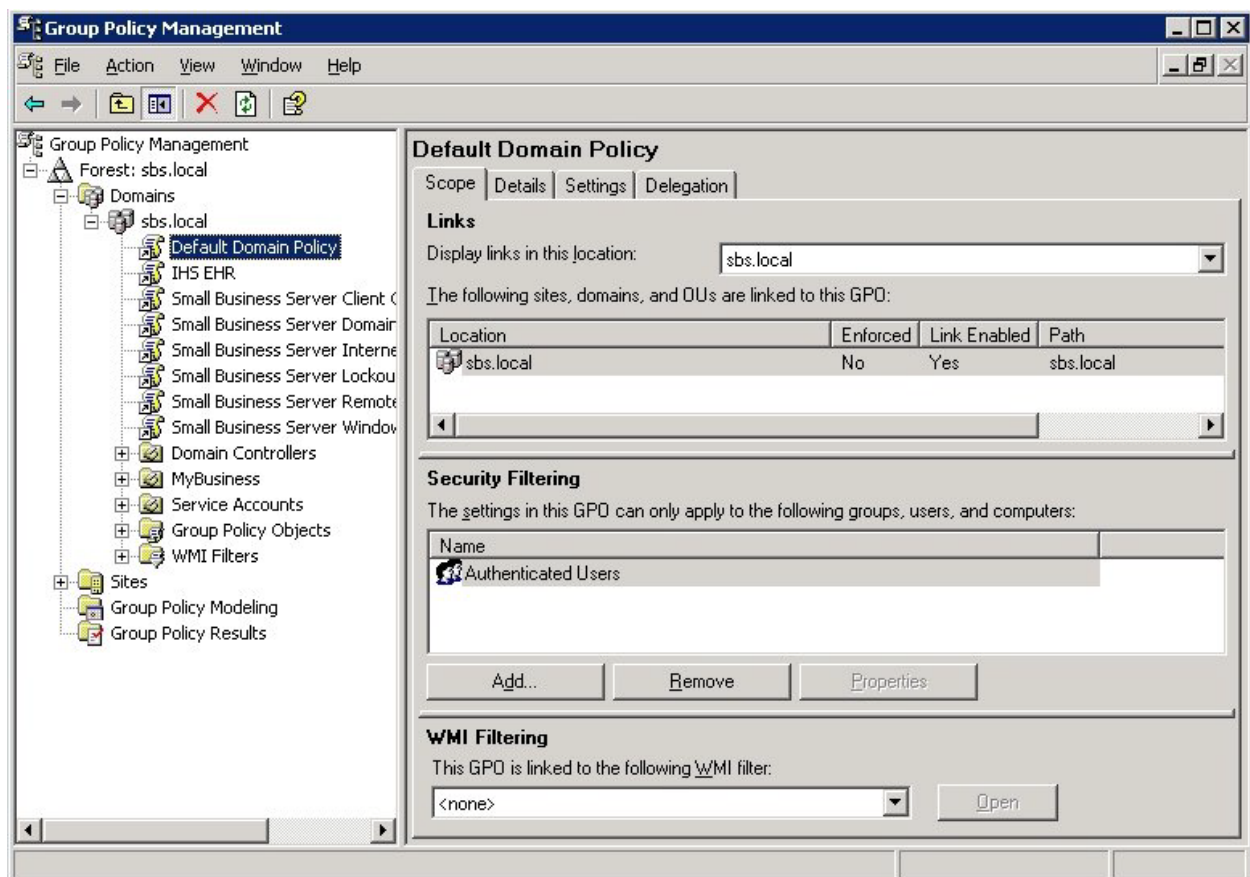 Group Policy Management
File Action View Window Help
Group Policy Management
Forest: sbs.local
Domains
sbs.local
Default Domain Policy
IHS EHR
Small Business Server Client
Small Business Server Domain
Small Business Server Interne
Small Business Server Lockou
Small Business Server Remote
Small Business Server Window
Domain Controllers
MyBusiness
Service Accounts
Group Policy Objects
WMI Filters
Sites
Group Policy Modeling
Group Policy Results
Default Domain Policy
Scope Details Settings Delegation
Links
Display links in this location: sbs.local
The following sites, domains, and OUs are linked to this GPO:
Location Enforced Link Enabled Path
sbs.local No Yes sbs.local
Security Filtering
The settings in this GPO can only apply to the following groups, users, and computers:
Name
Authenticated Users
Add... Remove Properties
WMI Filtering
This GPO is linked to the following WMI filter:
<none> Open